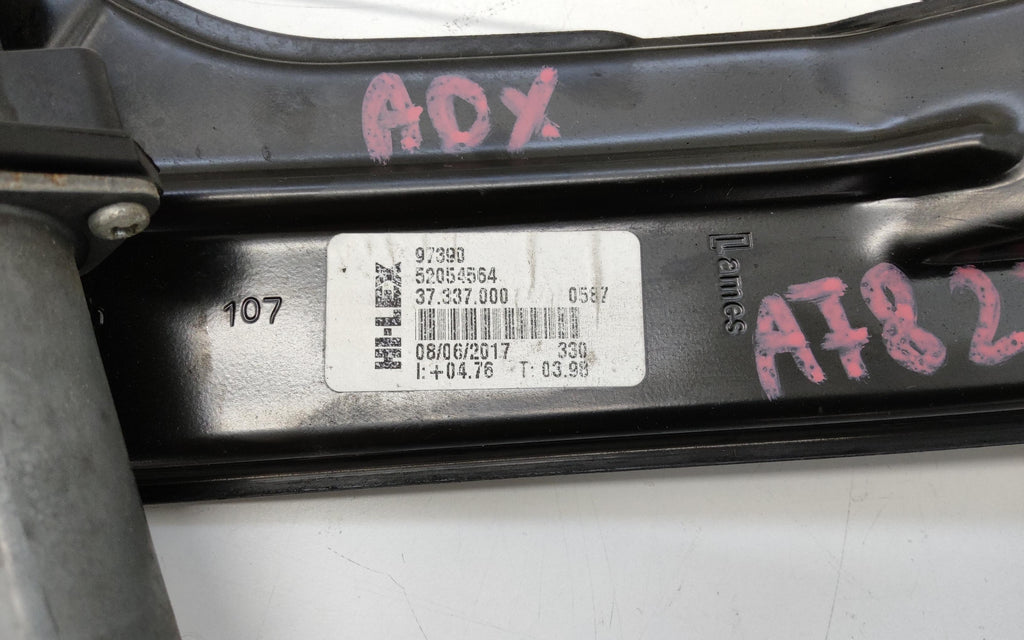 ADX
97390
52054564
HI-LEX
37.337.000 0587
08/06/2017 330
I:+04.76 T: 03.98
107
Lames
A782